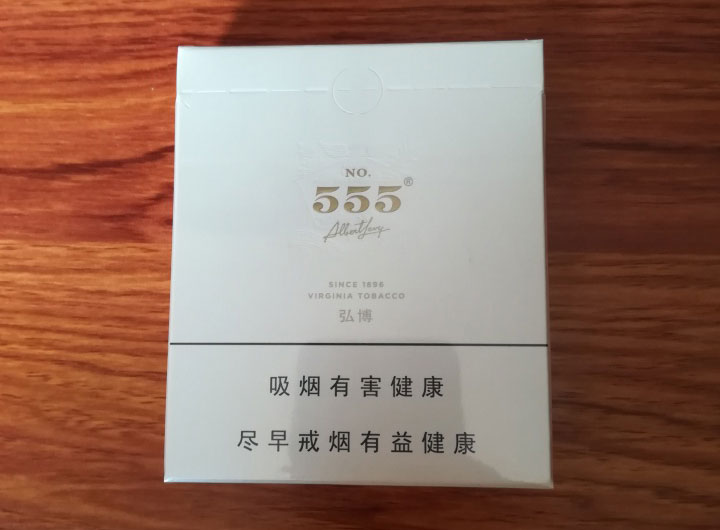 NO.
555®
SINCE 1896
VIRGINIA TOBACCO
弘博
吸烟有害健康
尽早戒烟有益健康